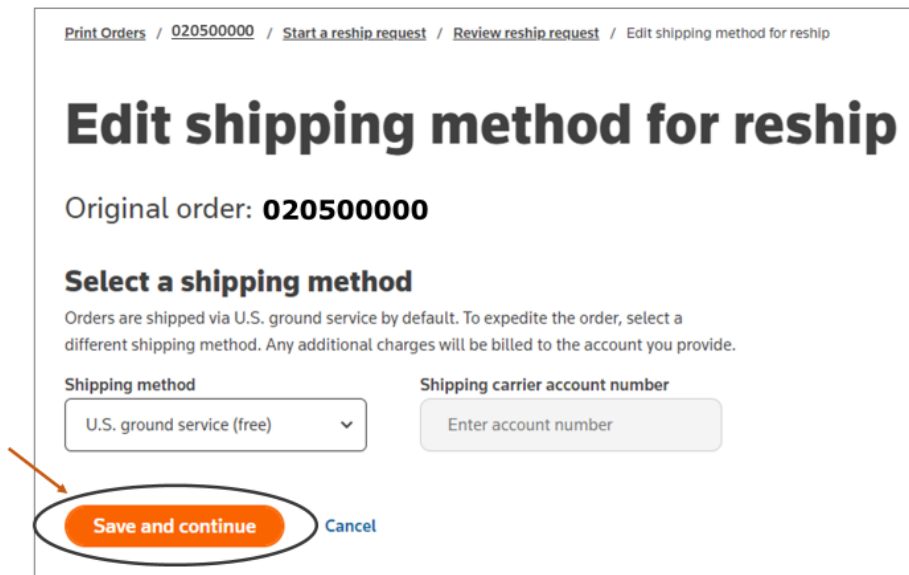 Print Orders / 020500000 / Start a reship request / Review reship request / Edit shipping method for reship
Edit shipping method for reship
Original order: 020500000
Select a shipping method
Orders are shipped via U.S. ground service by default. To expedite the order, select a
different shipping method. Any additional charges will be billed to the account you provide.
Shipping method Shipping carrier account number
U.S. ground service (free) Enter account number
Save and continue Cancel